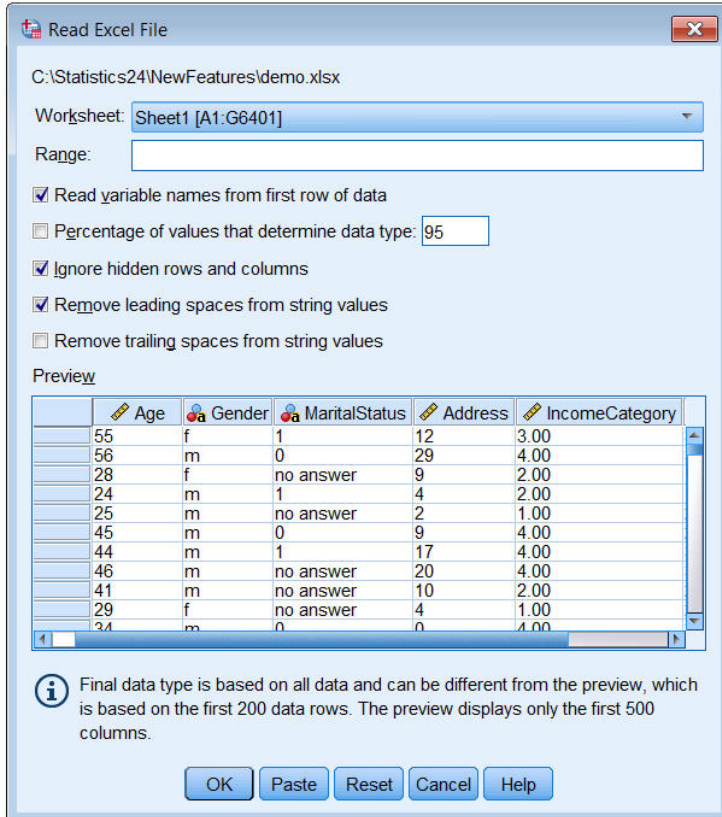 Read Excel File
C:\Statistics24\NewFeatures\demo.xlsx
Worksheet: Sheet1 [A1:G6401]
Range:
Read variable names from first row of data
Percentage of values that determine data type: 95
Ignore hidden rows and columns
Remove leading spaces from string values
Remove trailing spaces from string values
Preview
Age Gender MaritalStatus Address IncomeCategory
55 f 1 12 3.00
56 m 0 29 4.00
28 f no answer 9 2.00
24 m 1 4 2.00
25 m no answer 2 1.00
45 m 0 9 4.00
44 m 1 17 4.00
46 m no answer 20 4.00
41 m no answer 10 2.00
29 f no answer 4 1.00
34 m 0 0 4.00
Final data type is based on all data and can be different from the preview, which
is based on the first 200 data rows. The preview displays only the first 500
columns.
OK Paste Reset Cancel Help